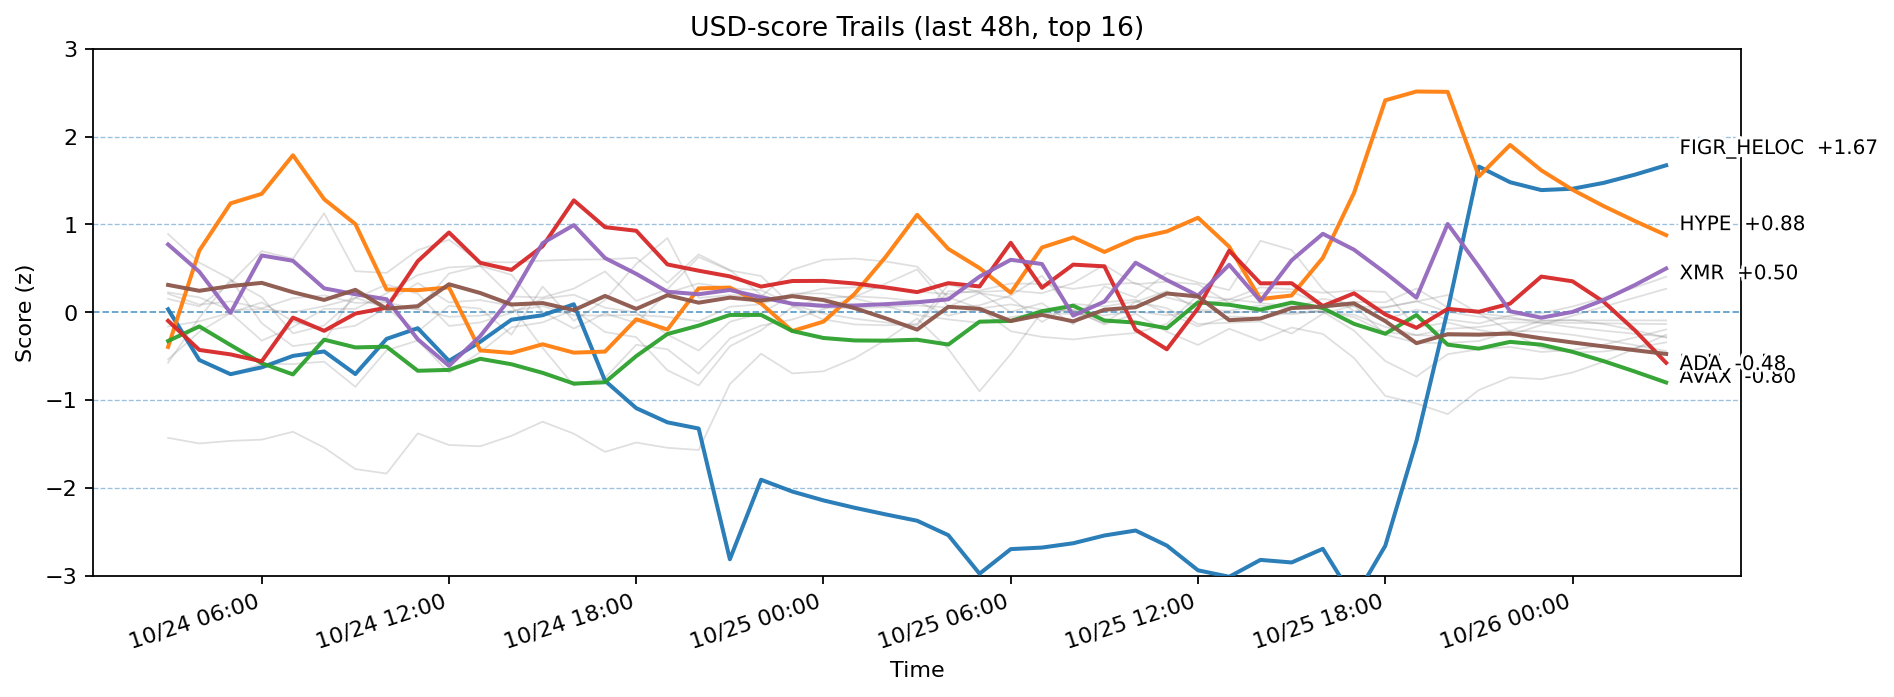 USD-score Trails (last 48h, top 16)
Score (z)
3
2
1
0
−1
−2
−3
FIGR_HELOC +1.67
HYPE +0.88
XMR +0.50
ADA -0.48
AVAX -0.80
10/24 06:00
10/24 12:00
10/24 18:00
10/25 00:00
10/25 06:00
10/25 12:00
10/25 18:00
10/26 00:00
Time